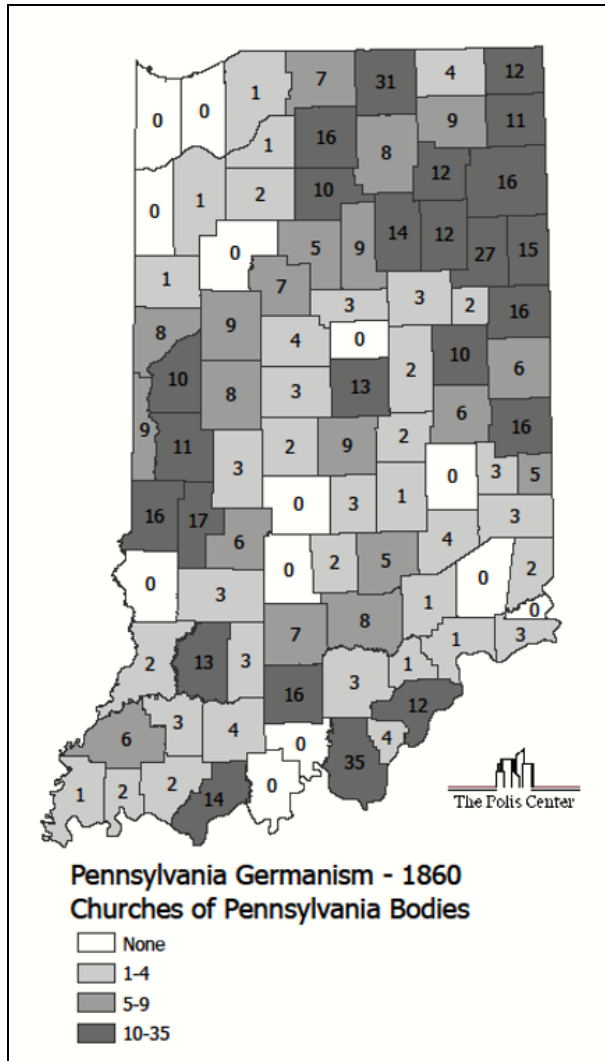 7 31 4 12
0 0 1
16 9 11
1 8
12 16
0 1 2 10
14 12 27 15
0 5 9
1 7 3 3 2 16
8 9 4 0 10 6
10 8 3 13 2
9 11 2 9 2 6 16
3 0 3 5
16 17 0 3 1 3
6 4
0 3 0 2 5 0 2
1 0
2 13 3 7 8 1 3
1
16 3 12
3 4 4
6 0
1 2 2 14 0 35
The Polis Center
Pennsylvania Germanism - 1860
Churches of Pennsylvania Bodies
None
1-4
5-9
10-35